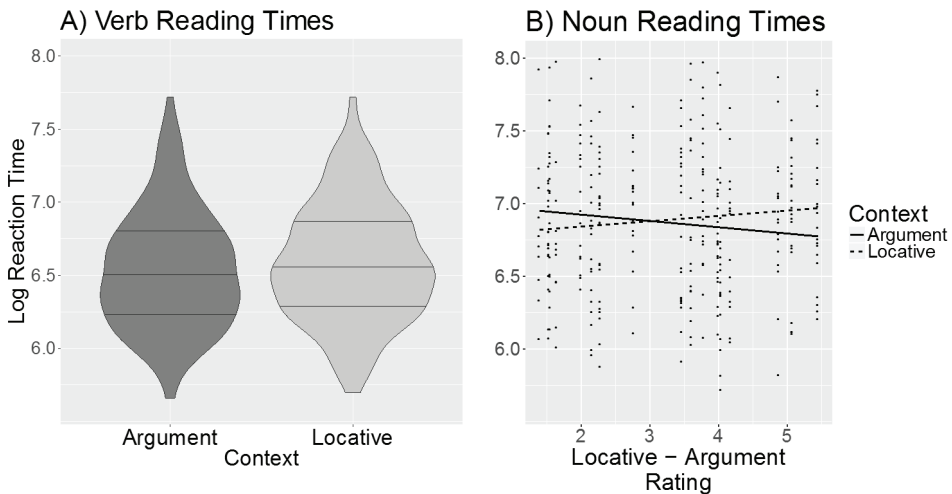 A) Verb Reading Times
8.0
7.5
7.0
6.5
6.0
Log Reaction Time
Argument
Locative
Context
B) Noun Reading Times
8.0
7.5
7.0
6.5
6.0
2
3
4
5
Locative − Argument
Rating
Context
Argument
Locative